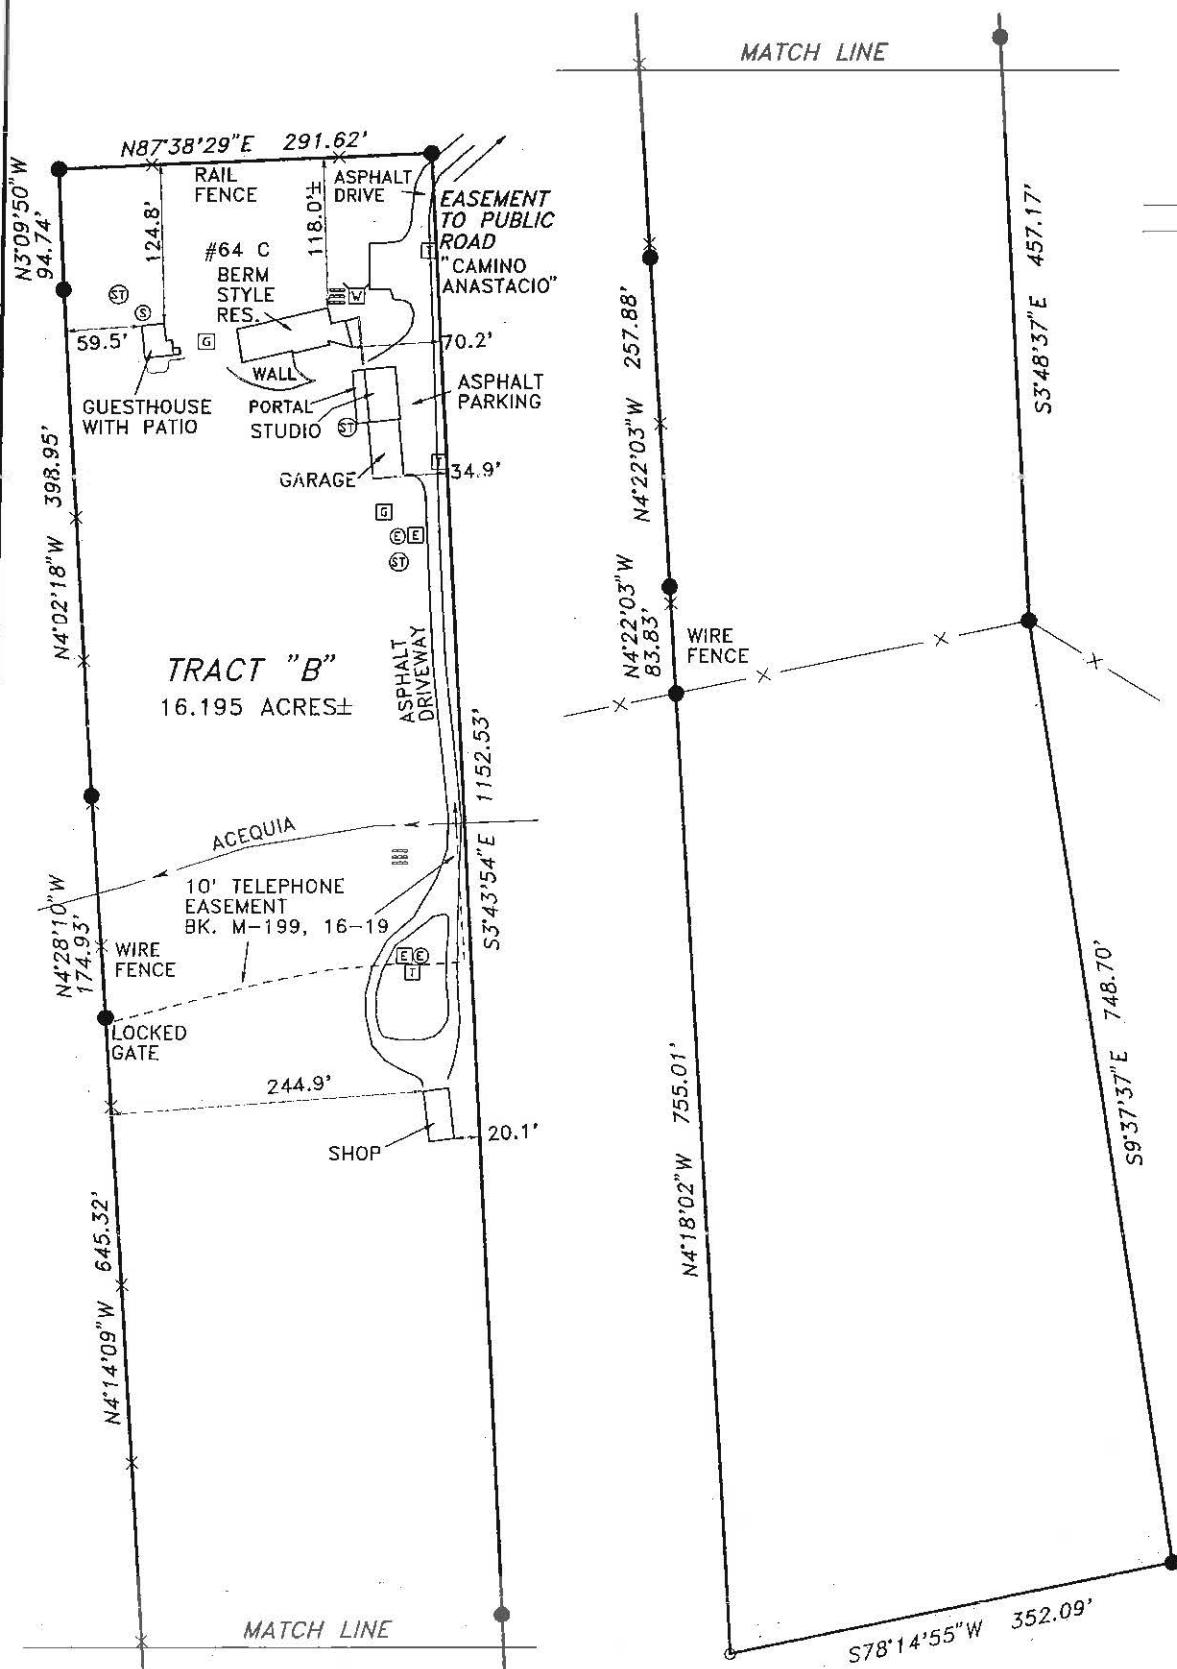 MATCH LINE
N87°38'29"E 291.62'
N3°09'50"W
94.74'
RAIL
FENCE
ASPHALT
DRIVE
EASEMENT
TO PUBLIC
ROAD
"CAMINO
ANASTACIO"
124.8'
118.0'±
#64 C
BERM
STYLE
RES.
T
ST
S
W
G
59.5'
70.2'
WALL
GUESTHOUSE
WITH PATIO
PORTAL
STUDIO
ASPHALT
PARKING
ST
GARAGE
T
34.9'
G
E E
ST
N4°02'18"W 398.95'
TRACT "B"
16.195 ACRES±
ASPHALT
DRIVEWAY
S3°43'54"E 1152.53'
ACEQUIA
10' TELEPHONE
EASEMENT
BK. M-199, 16-19
N4°28'10"W
174.93'
WIRE
FENCE
E E
T
LOCKED
GATE
244.9'
SHOP
20.1'
N4°14'09"W 645.32'
MATCH LINE
N4°22'03"W 257.88'
S3°48'37"E 457.17'
N4°22'03"W
83.83'
WIRE
FENCE
N4°18'02"W 755.01'
S9°37'37"E 748.70'
S78°14'55"W 352.09'